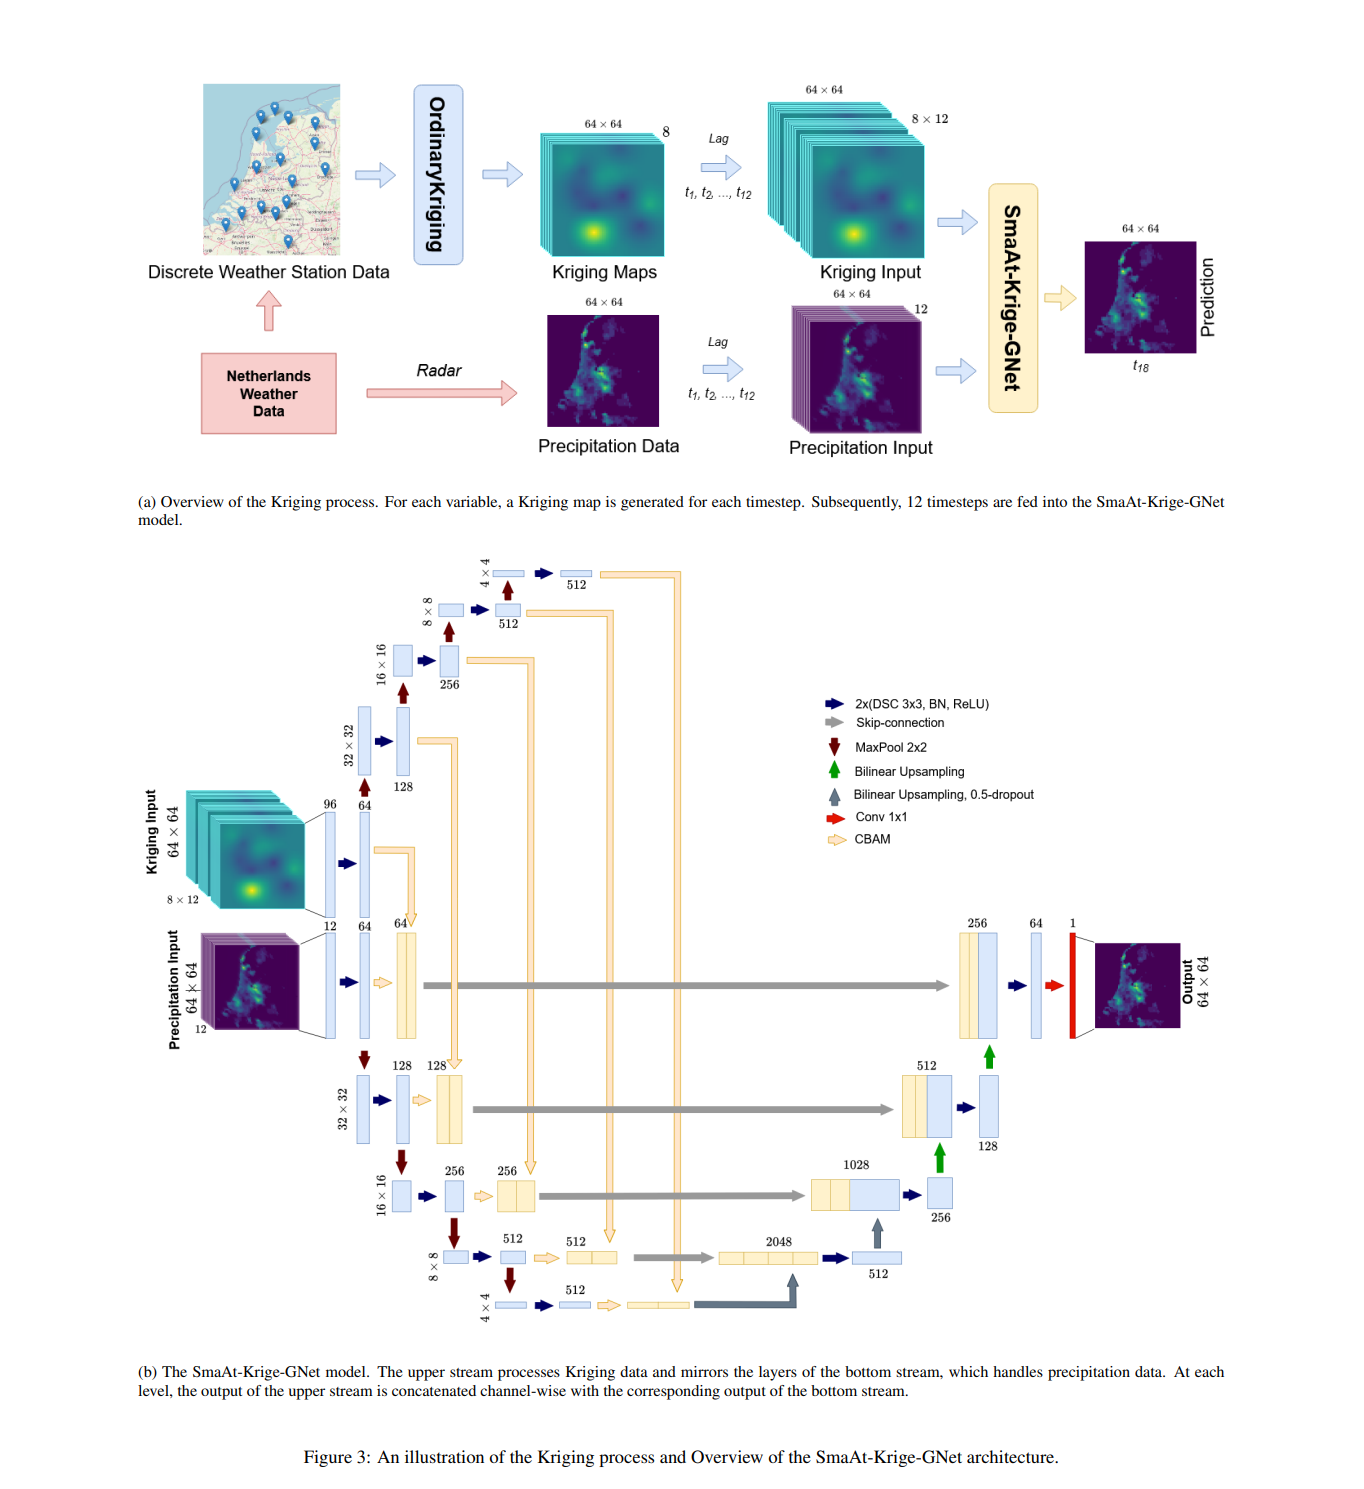 64 × 64
8 × 12
64 × 64
8
Lag
t1, t2 ..., t12
OrdinaryKriging
SmaAt-Krige-GNet
64 × 64
Prediction
t18
Discrete Weather Station Data
Kriging Maps
Kriging Input
64 × 64
64 × 64
12
Lag
t1, t2 ..., t12
Netherlands
Weather
Data
Radar
Precipitation Data
Precipitation Input
(a) Overview of the Kriging process. For each variable, a Kriging map is generated for each timestep. Subsequently, 12 timesteps are fed into the SmaAt-Krige-GNet
model.
4 × 4
512
8 × 8
512
16 × 16
256
32 × 32
128
2x(DSC 3x3, BN, ReLU)
Skip-connection
MaxPool 2x2
Bilinear Upsampling
Bilinear Upsampling, 0.5-dropout
Conv 1x1
CBAM
Kriging Input
64 × 64
8 × 12
96
64
Precipitation Input
64 × 64
12
12
64
64
256
64
1
Output
64 × 64
32 × 32
128
128
512
128
16 × 16
256
256
1028
256
8 × 8
512
512
2048
512
4 × 4
512
(b) The SmaAt-Krige-GNet model. The upper stream processes Kriging data and mirrors the layers of the bottom stream, which handles precipitation data. At each
level, the output of the upper stream is concatenated channel-wise with the corresponding output of the bottom stream.
Figure 3: An illustration of the Kriging process and Overview of the SmaAt-Krige-GNet architecture.